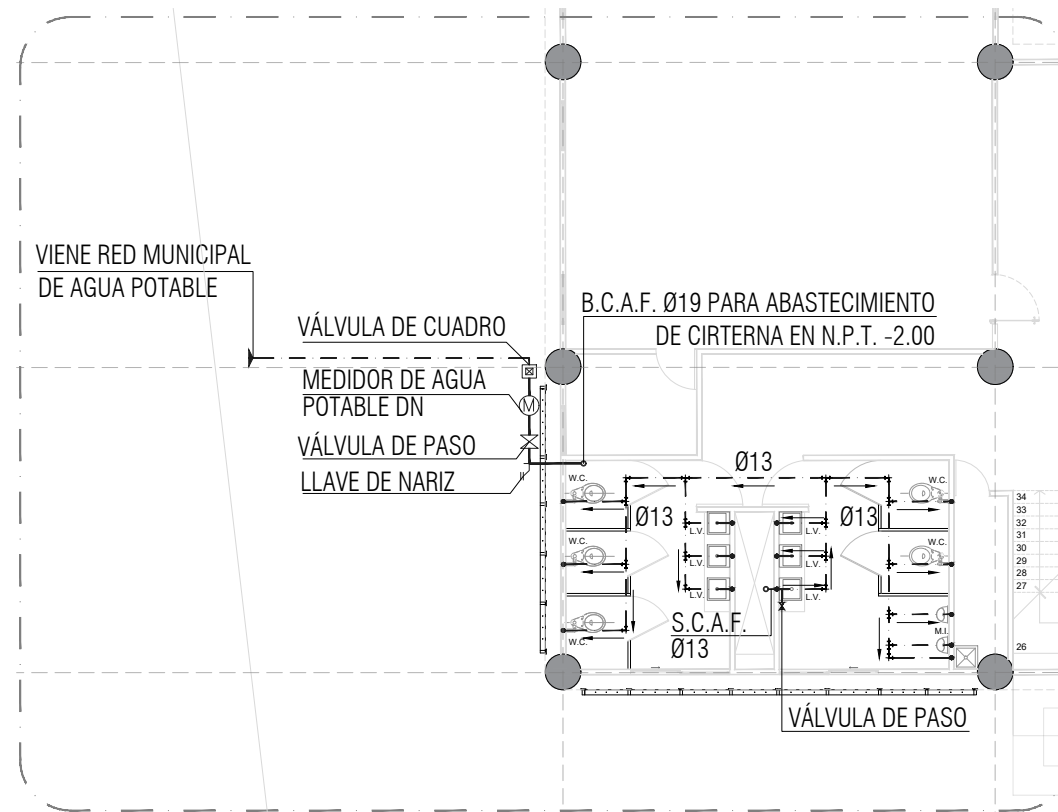 VIENE RED MUNICIPAL
DE AGUA POTABLE
VÁLVULA DE CUADRO
MEDIDOR DE AGUA
POTABLE DN
VÁLVULA DE PASO
LLAVE DE NARIZ
B.C.A.F. Ø19 PARA ABASTECIMIENTO
DE CIRTERNA EN N.P.T. -2.00
M
Ø13
Ø13
Ø13
W.C.
W.C.
W.C.
W.C.
W.C.
L.V.
L.V.
L.V.
L.V.
L.V.
L.V.
M.I.
S.C.A.F.
Ø13
VÁLVULA DE PASO
34
33
32
31
30
29
28
27
26